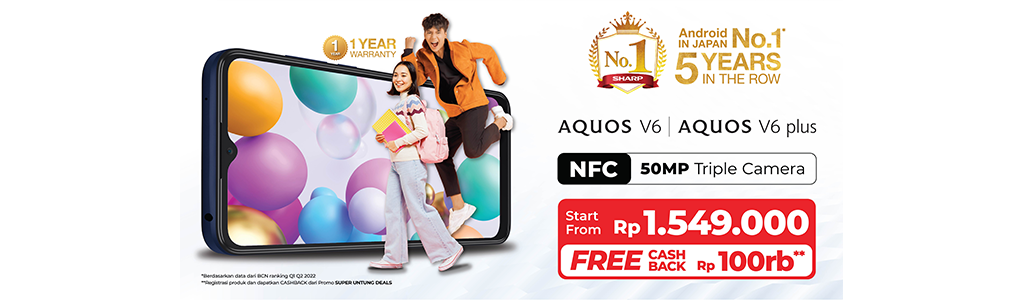 1 YEAR
1 YEAR
WARRANTY
No.1
SHARP
Android
IN JAPAN No.1*
5 YEARS
IN THE ROW
AQUOS V6 | AQUOS V6 plus
NFC 50MP Triple Camera
Start From Rp 1.549.000
FREE CASH BACK Rp 100rb**
*Berdasarkan data dari BCN ranking Q1 Q2 2022
**Registrasi produk dan dapatkan CASHBACK dari Promo SUPER UNTUNG DEALS